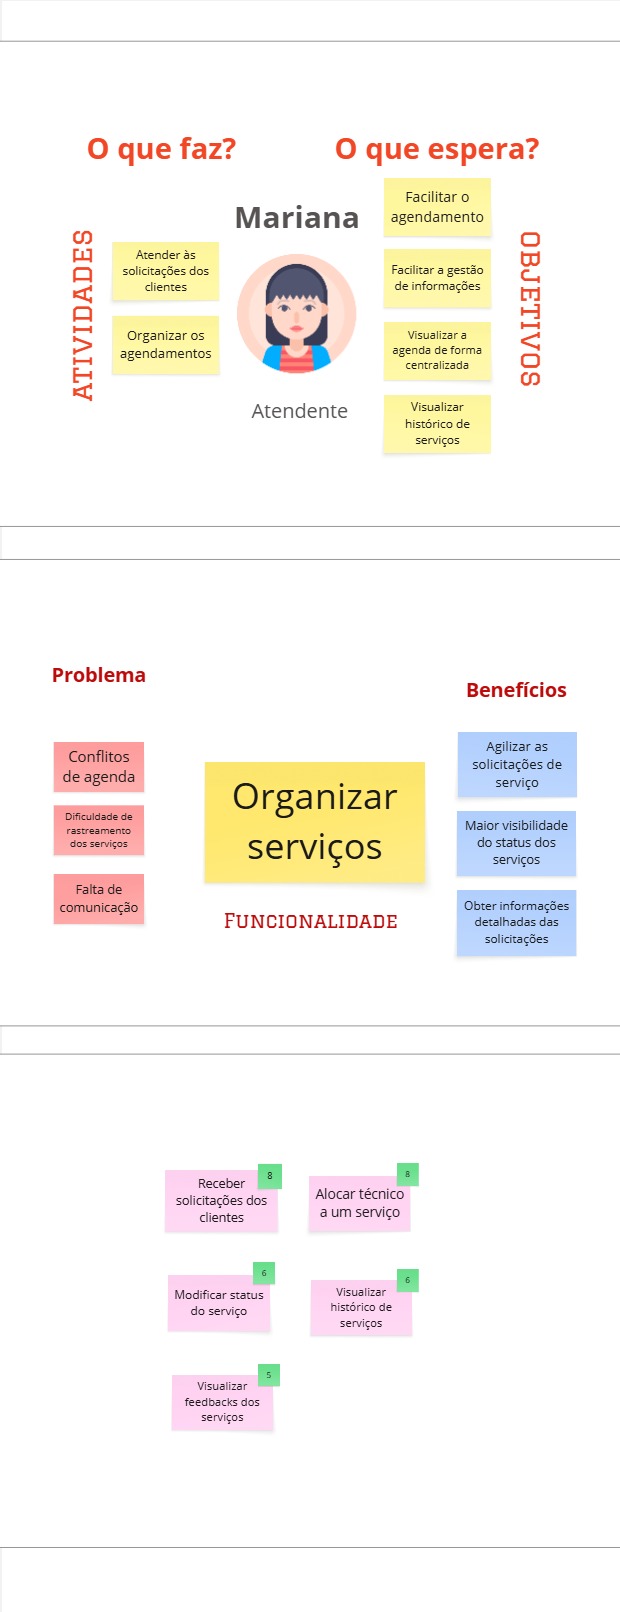 O que faz?
O que espera?
Mariana
ATIVIDADES
Atender às
solicitações dos
clientes
Organizar os
agendamentos
Atendente
Facilitar o
agendamento
Facilitar a gestão
de informações
Visualizar a
agenda de forma
centralizada
Visualizar
histórico de
serviços
OBJETIVOS
Problema
Conflitos
de agenda
Dificuldade de
rastreamento
dos serviços
Falta de
comunicação
Organizar
serviços
Funcionalidade
Benefícios
Agilizar as
solicitações de
serviço
Maior visibilidade
do status dos
serviços
Obter informações
detalhadas das
solicitações
8
Receber
solicitações dos
clientes
8
Alocar técnico
a um serviço
6
Modificar status
do serviço
6
Visualizar
histórico de
serviços
5
Visualizar
feedbacks dos
serviços